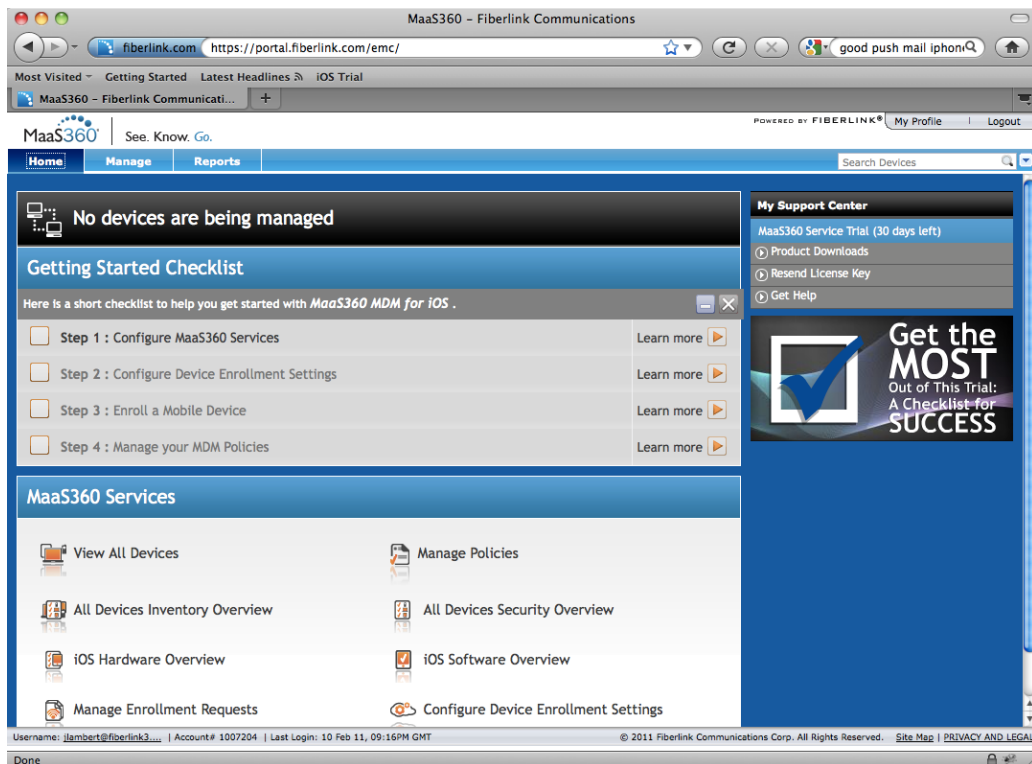 MaaS360 – Fiberlink Communications
fiberlink.com https://portal.fiberlink.com/emc/
good push mail iphon
Most Visited Getting Started Latest Headlines iOS Trial
MaaS360 – Fiberlink Communicati... +
MaaS360 See. Know. Go.
POWERED BY FIBERLINK® My Profile | Logout
Home Manage Reports
Search Devices
No devices are being managed
Getting Started Checklist
Here is a short checklist to help you get started with MaaS360 MDM for iOS .
Step 1 : Configure MaaS360 Services Learn more
Step 2 : Configure Device Enrollment Settings Learn more
Step 3 : Enroll a Mobile Device Learn more
Step 4 : Manage your MDM Policies Learn more
My Support Center
MaaS360 Service Trial (30 days left)
Product Downloads
Resend License Key
Get Help
Get the
MOST
Out of This Trial:
A Checklist for
SUCCESS
MaaS360 Services
View All Devices Manage Policies
All Devices Inventory Overview All Devices Security Overview
iOS Hardware Overview iOS Software Overview
Manage Enrollment Requests Configure Device Enrollment Settings
Username: jlambert@fiberlink3.... | Account# 1007204 | Last Login: 10 Feb 11, 09:16PM GMT © 2011 Fiberlink Communications Corp. All Rights Reserved. Site Map | PRIVACY AND LEGAL
Done